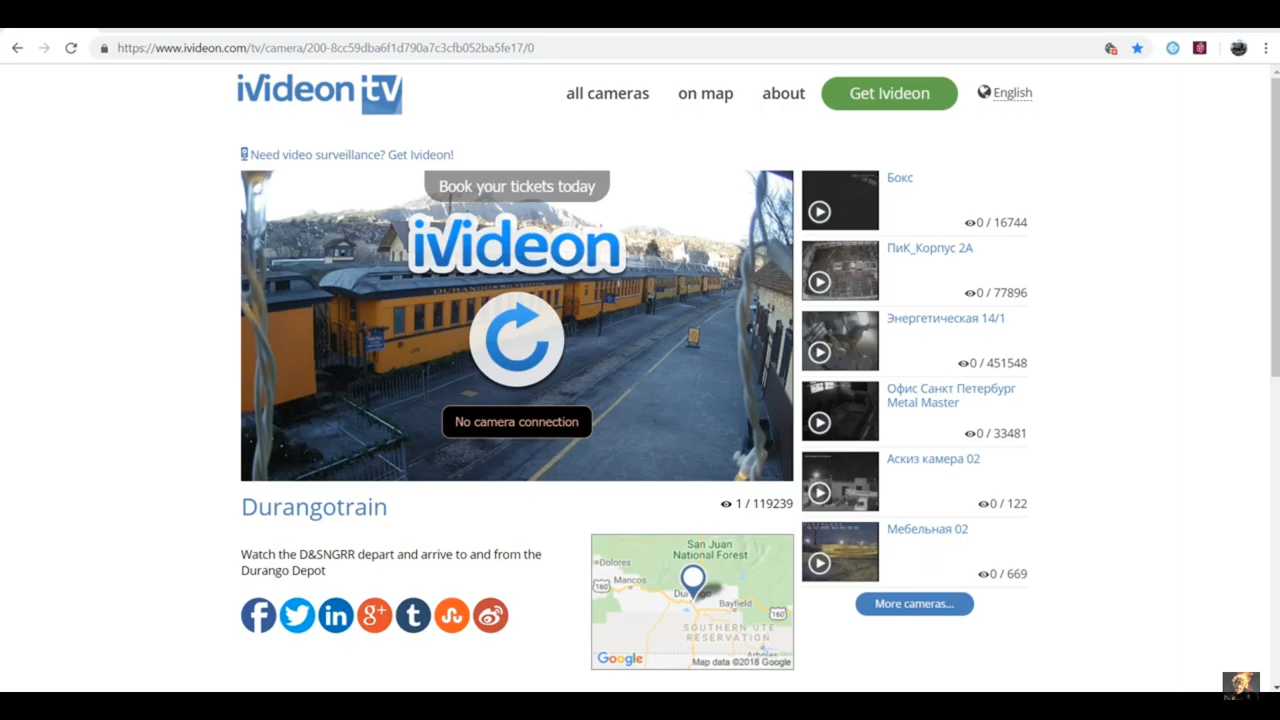 https://www.ivideon.com/tv/camera/200-8cc59dba6f1d790a7c3cfb052ba5fe17/0
iVideon tv
all cameras
on map
about
Get Ivideon
English
Need video surveillance? Get Ivideon!
Book your tickets today
iVideon
DURANGO
No camera connection
Durangotrain
1 / 119239
Watch the D&SNGRR depart and arrive to and from the
Durango Depot
San Juan
National Forest
Dolores
160
Mancos
Bayfield
160
SOUTHERN UTE
RESERVATION
Google
Map data ©2018 Google
Бокс
0 / 16744
ПиК_Корпус 2А
0 / 77896
Энергетическая 14/1
0 / 451548
Офис Санкт Петербург
Metal Master
0 / 33481
Аскиз камера 02
0 / 122
Мебельная 02
0 / 669
More cameras...